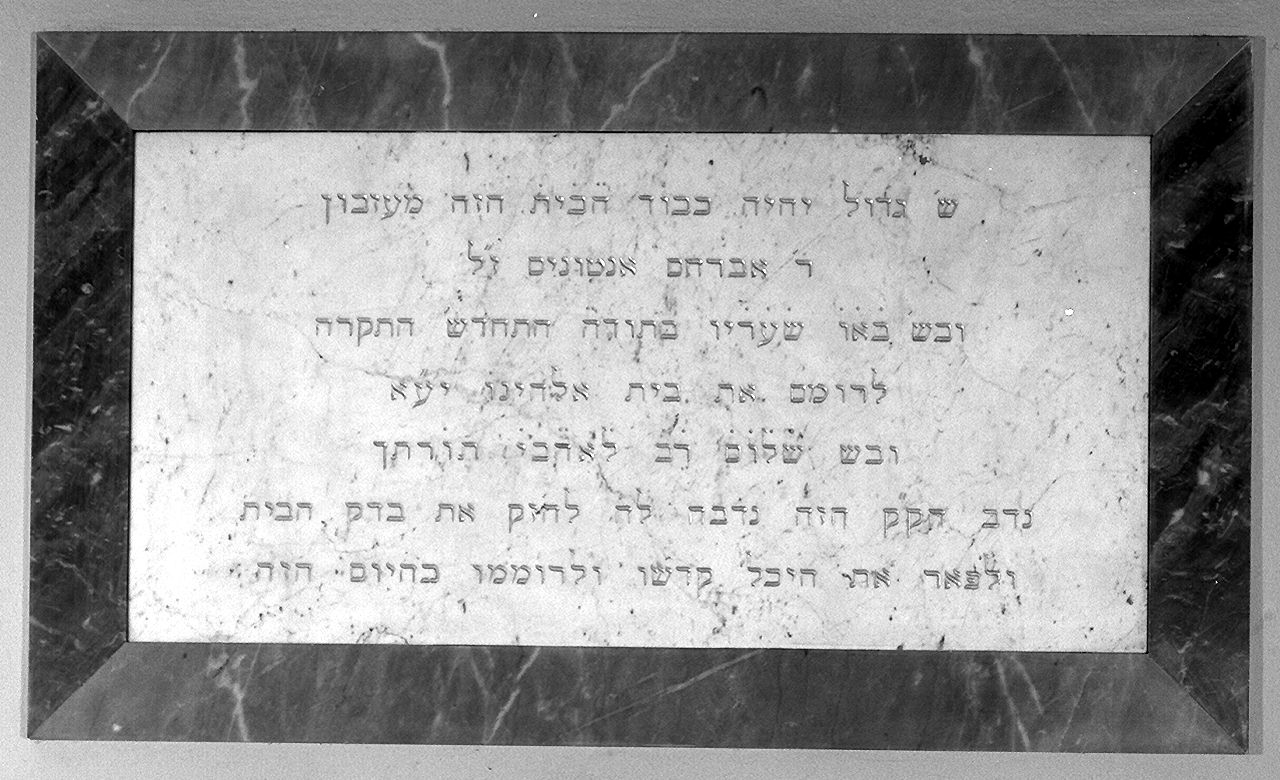 ש גדול יהיה כבוד הבית הזה מעזבון
ר אברהם אנטונים ז״ל
ובש באו שעריו בתודה התחדש התקרה
לרומם את בית אלהינו יע״א
ובש שלום רב לאהבי תורתך
נדב הקק הזה נדבה לה לחזק את בדק הבית
ולפאר את היכל קדשו ולרוממו בהיום הזה